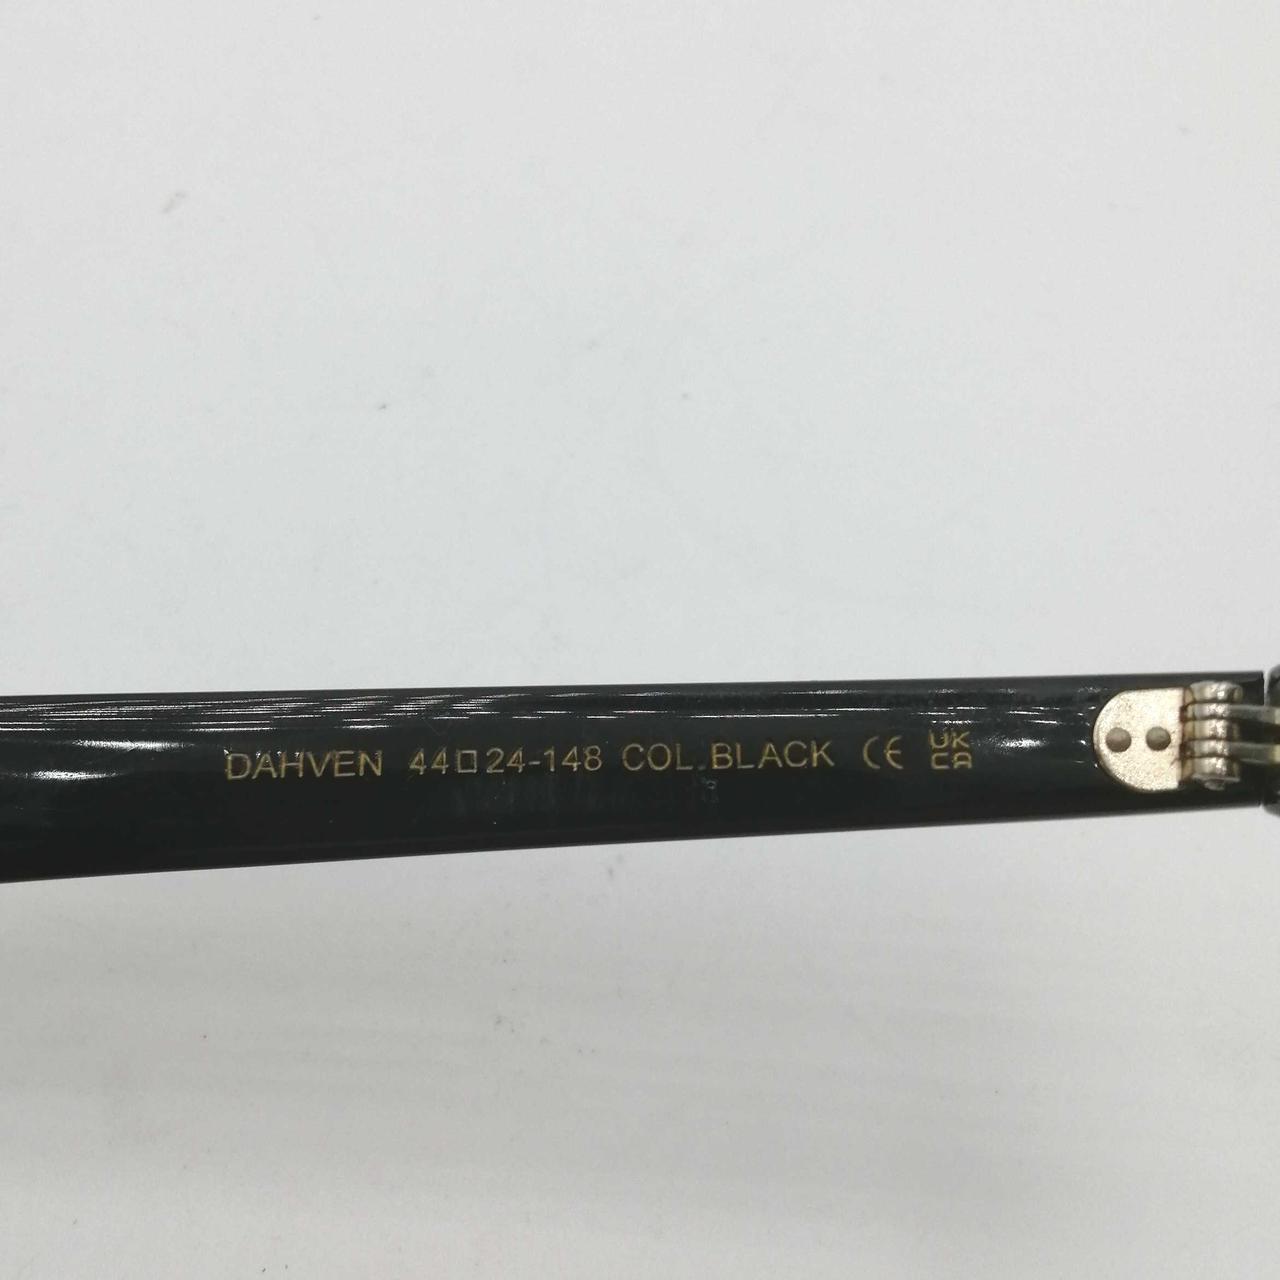 DAHVEN 44□24-148 COL.BLACK CE UK CA